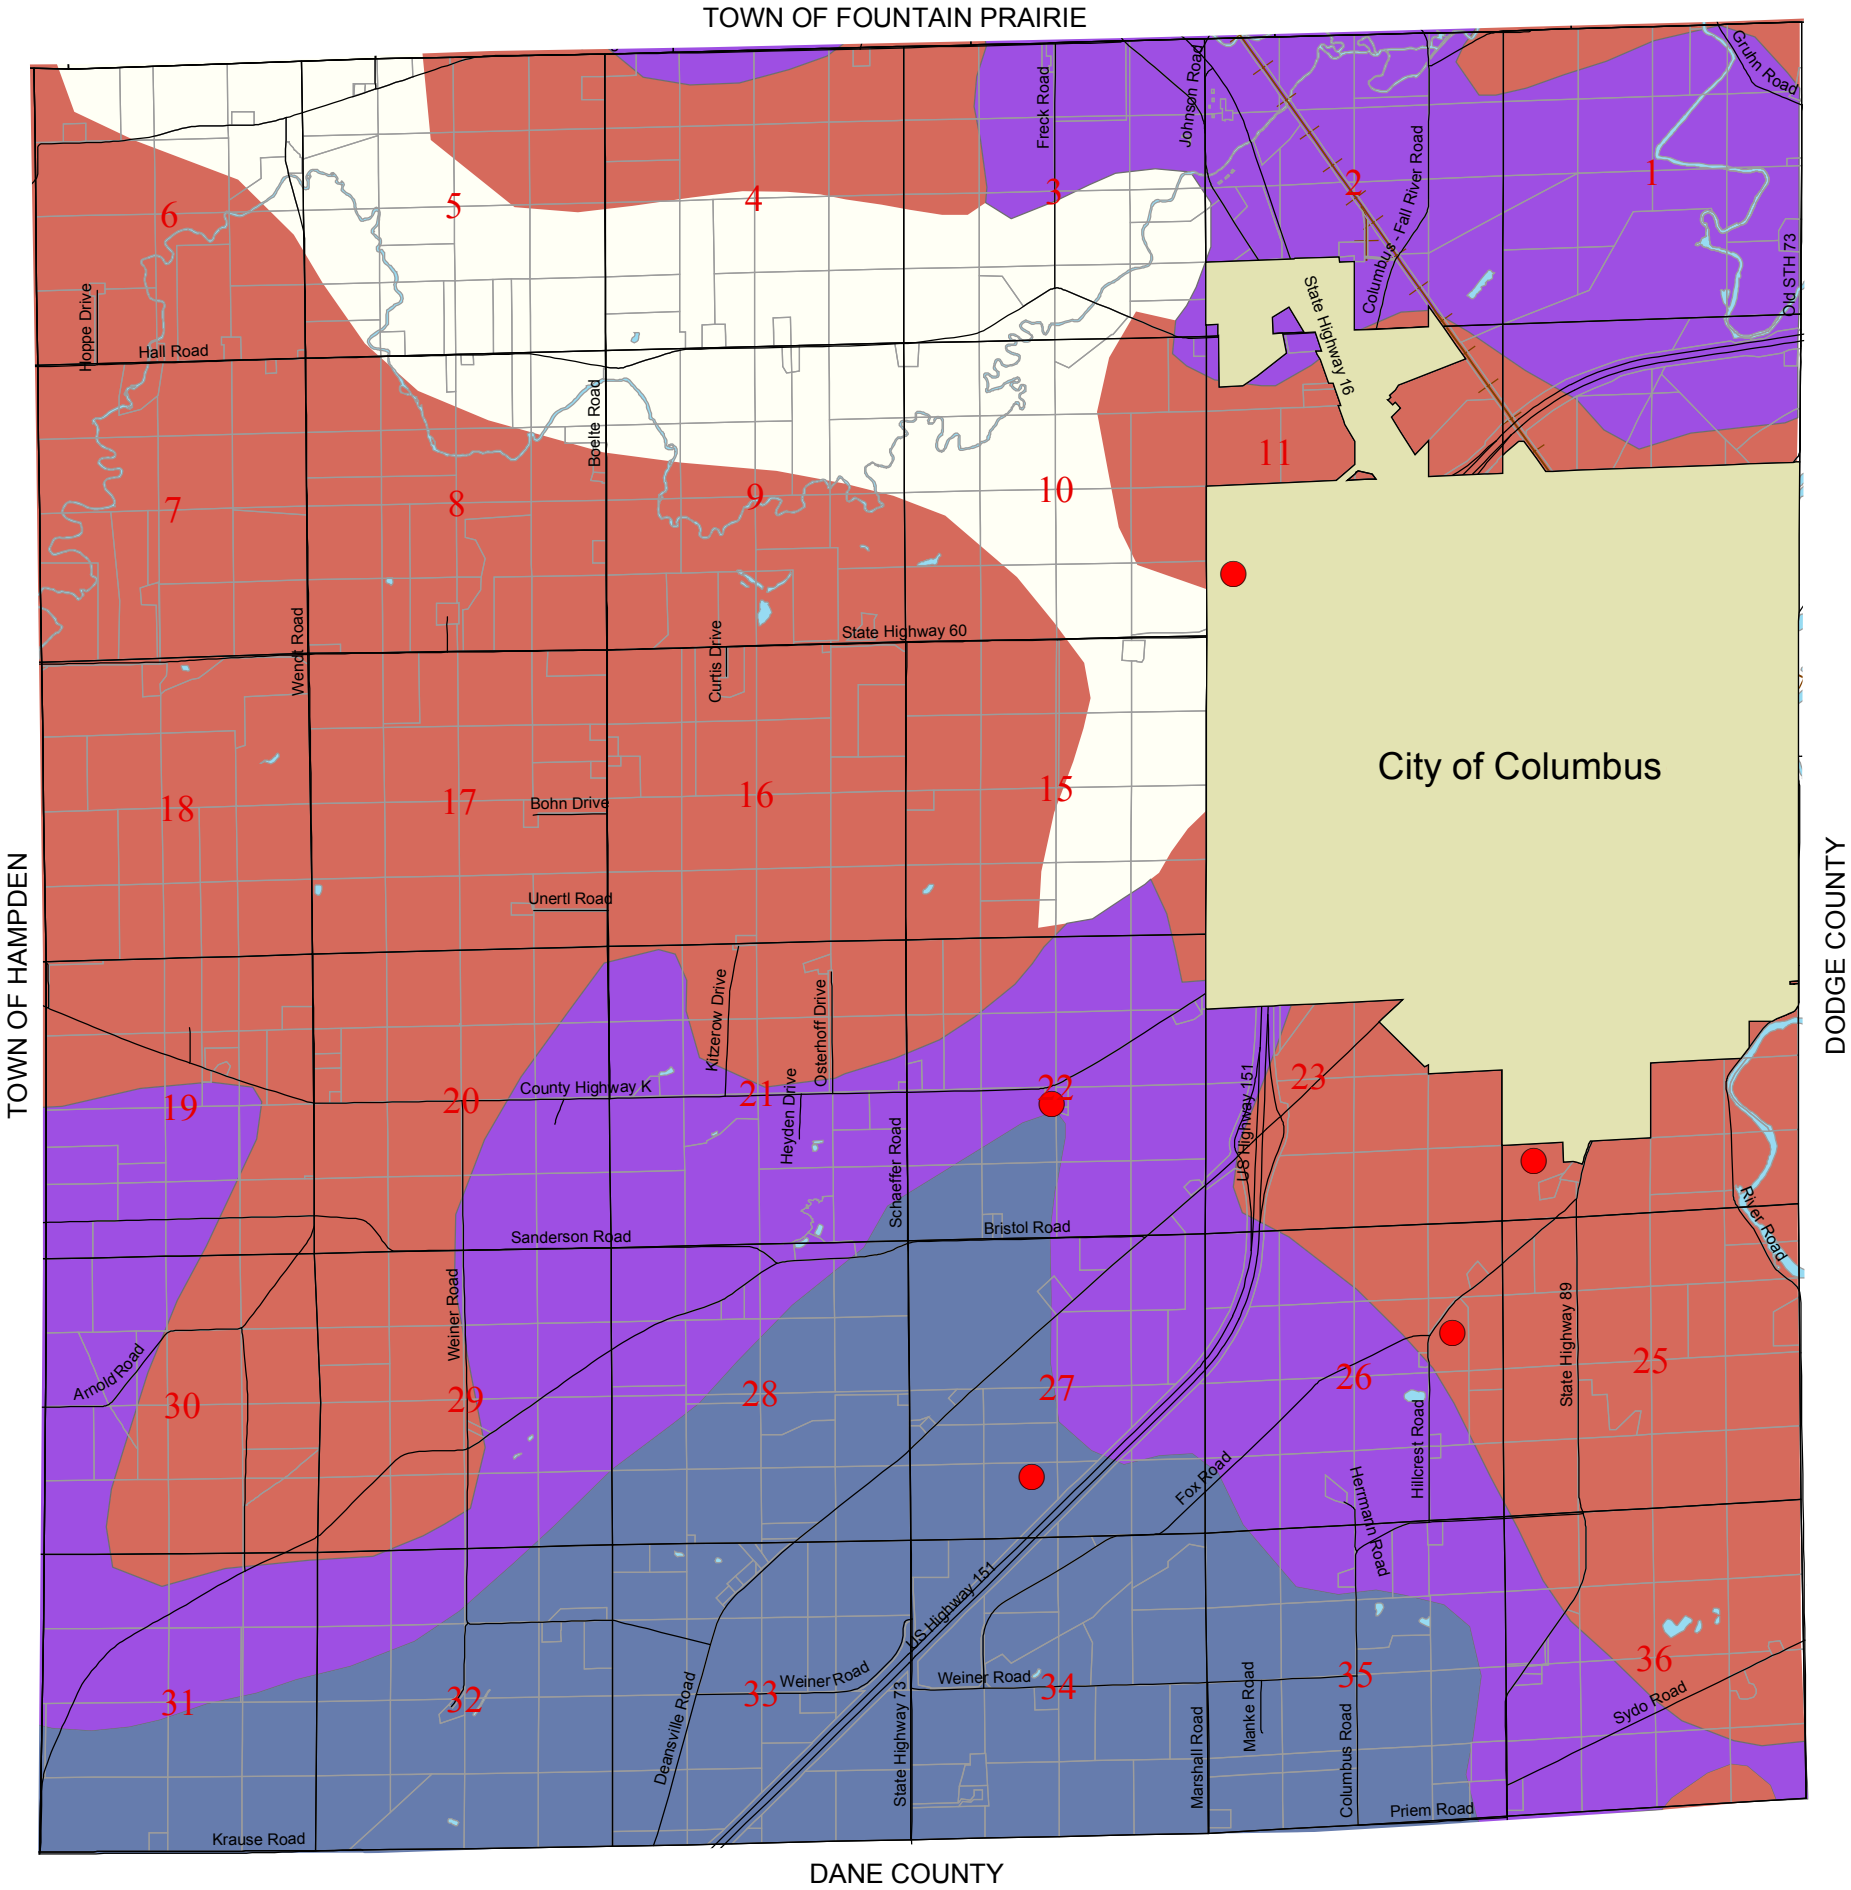 TOWN OF FOUNTAIN PRAIRIE
Gruhn Road
Freck Road
Johnson Road
Columbus - Fall River Road
6
5
4
3
2
1
Old STH 73
Hoppe Drive
Hall Road
State Highway 16
Boelte Road
7
8
9
10
11
Wendt Road
Curtis Drive
State Highway 60
City of Columbus
18
17
16
15
Bohn Drive
Unertl Road
TOWN OF HAMPDEN
DODGE COUNTY
Kitzerow Drive
Osterhoff Drive
County Highway K
Heyden Drive
Schaeffer Road
US Highway 151
19
20
21
22
23
Sanderson Road
Bristol Road
River Road
Weiner Road
State Highway 89
Arnold Road
30
29
28
27
26
25
Hillcrest Road
Fox Road
Herrmann Road
US Highway 151
Weiner Road
Weiner Road
31
32
33
34
35
36
Deansville Road
State Highway 73
Marshall Road
Manke Road
Columbus Road
Sydo Road
Priem Road
Krause Road
DANE COUNTY